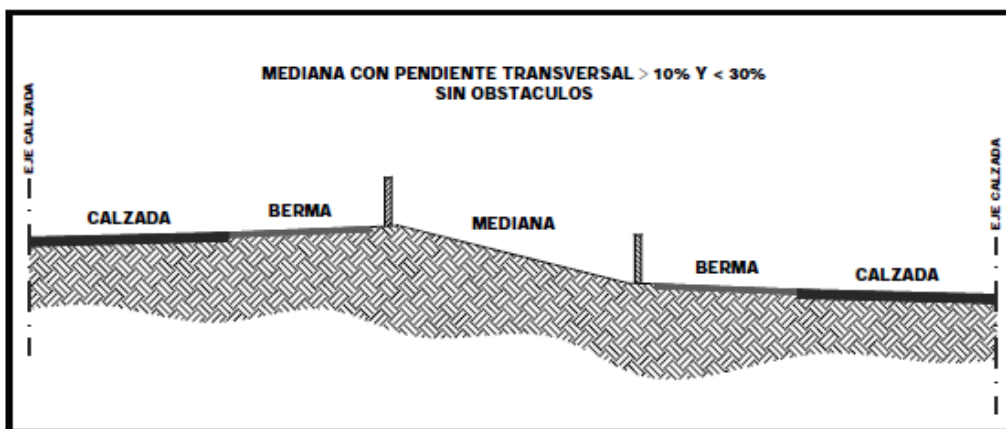 MEDIANA CON PENDIENTE TRANSVERSAL > 10% Y < 30%
SIN OBSTACULOS
EJE CALZADA
CALZADA
BERMA
MEDIANA
BERMA
CALZADA
EJE CALZADA